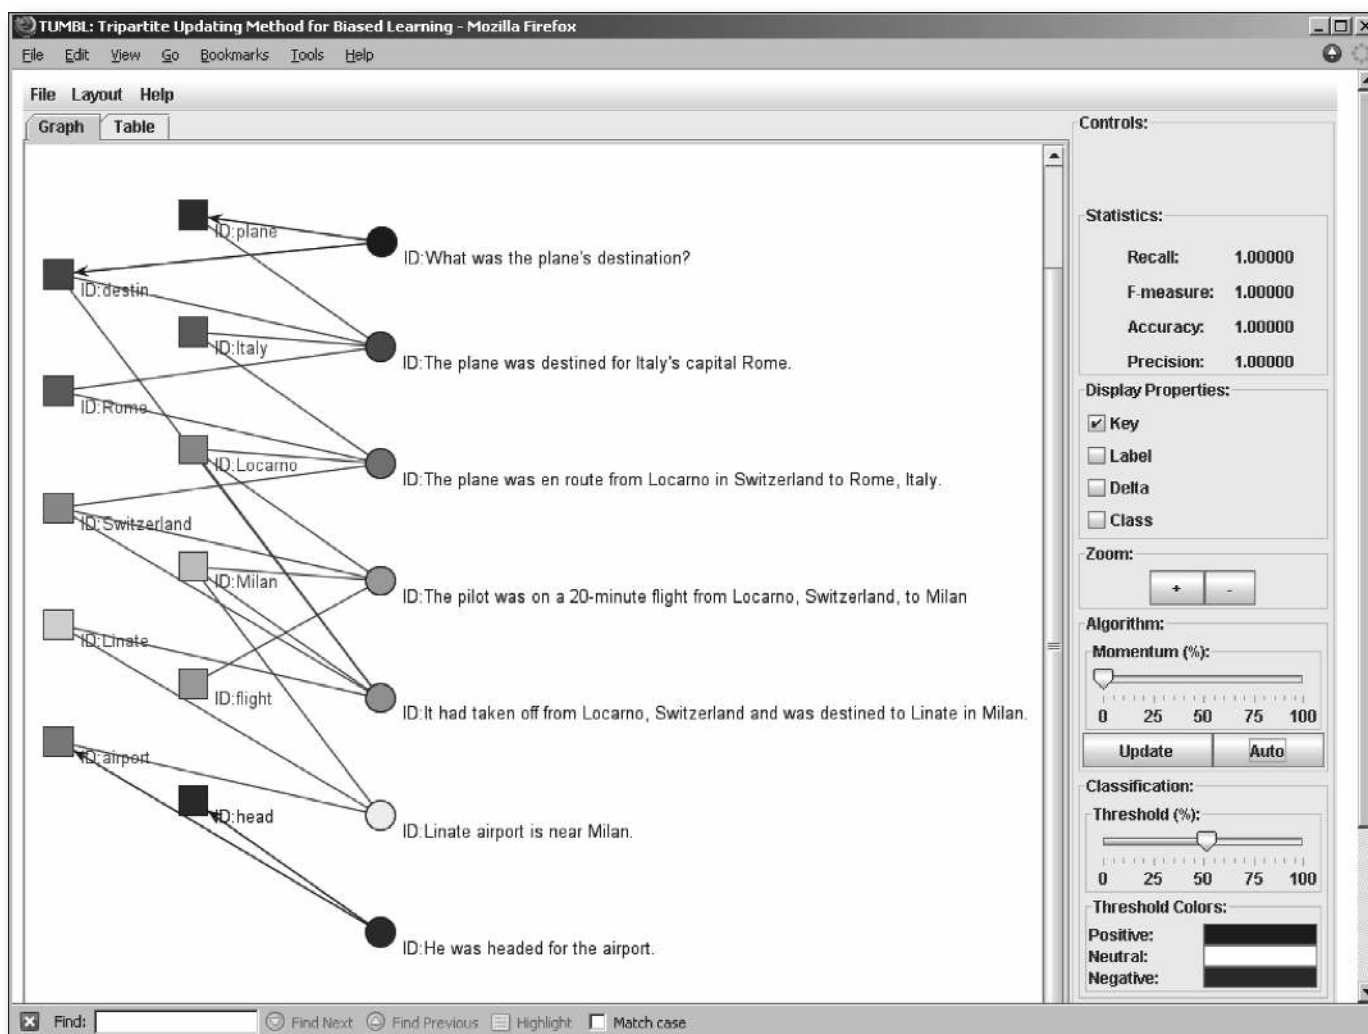 TUMBL: Tripartite Updating Method for Biased Learning - Mozilla Firefox
File Edit View Go Bookmarks Tools Help
File Layout Help
Graph Table
ID:plane
ID:What was the plane's destination?
ID:destin
ID:Italy
ID:The plane was destined for Italy's capital Rome.
ID:Rome
ID:Locarno
ID:The plane was en route from Locarno in Switzerland to Rome, Italy.
ID:Switzerland
ID:Milan
ID:The pilot was on a 20-minute flight from Locarno, Switzerland, to Milan
ID:Linate
ID:flight
ID:It had taken off from Locarno, Switzerland and was destined to Linate in Milan.
ID:airport
ID:head
ID:Linate airport is near Milan.
ID:He was headed for the airport.
Controls:
Statistics:
Recall: 1.00000
F-measure: 1.00000
Accuracy: 1.00000
Precision: 1.00000
Display Properties:
Key
Label
Delta
Class
Zoom:
+ -
Algorithm:
Momentum (%):
0 25 50 75 100
Update Auto
Classification:
Threshold (%):
0 25 50 75 100
Threshold Colors:
Positive:
Neutral:
Negative:
Find: Find Next Find Previous Highlight Match case